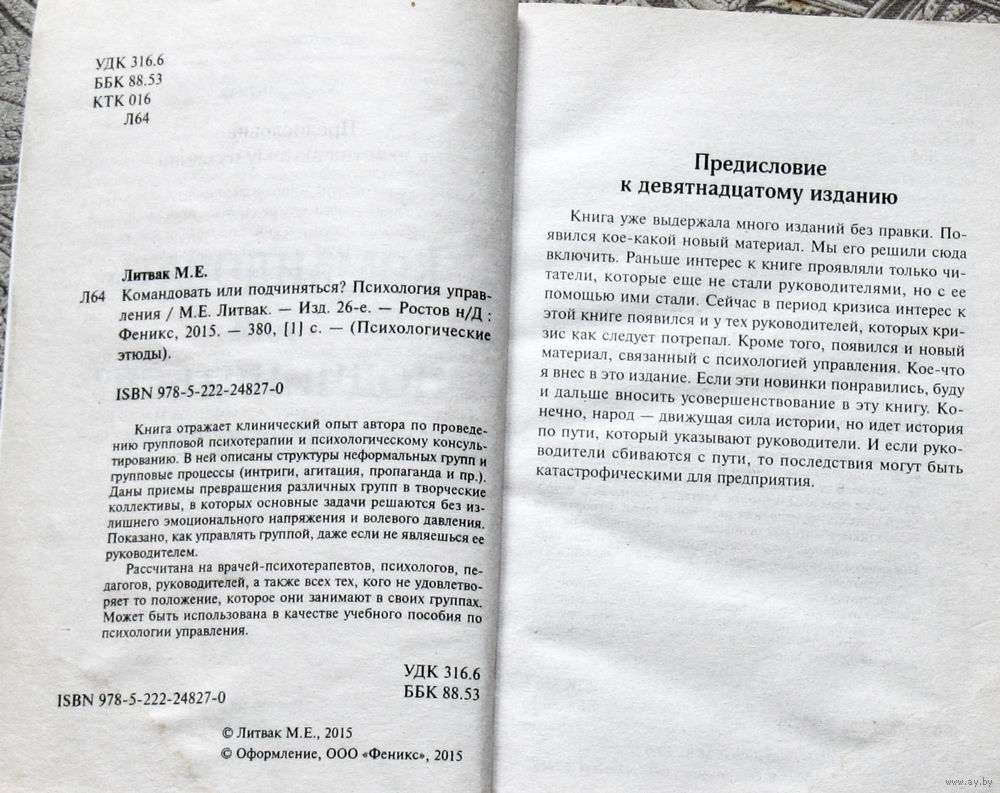 УДК 316.6
ББК 88.53
КТК 016
Л64
Литвак М.Е.
Л64 Командовать или подчиняться? Психология управ-
ления / М.Е. Литвак. — Изд. 26-е. — Ростов н/Д :
Феникс, 2015. — 380, [1] с. — (Психологические
этюды).
ISBN 978-5-222-24827-0
Книга отражает клинический опыт автора по проведе-
нию групповой психотерапии и психологическому консуль-
тированию. В ней описаны структуры неформальных групп и
групповые процессы (интриги, агитация, пропаганда и пр.).
Даны приемы превращения различных групп в творческие
коллективы, в которых основные задачи решаются без из-
лишнего эмоционального напряжения и волевого давления.
Показано, как управлять группой, даже если не являешься ее
руководителем.
Рассчитана на врачей-психотерапевтов, психологов, пе-
дагогов, руководителей, а также всех тех, кого не удовлетво-
ряет то положение, которое они занимают в своих группах.
Может быть использована в качестве учебного пособия по
психологии управления.
УДК 316.6
ББК 88.53
ISBN 978-5-222-24827-0
© Литвак М.Е., 2015
© Оформление, ООО «Феникс», 2015
Предисловие
к девятнадцатому изданию
Книга уже выдержала много изданий без правки. По-
явился кое-какой новый материал. Мы его решили сюда
включить. Раньше интерес к книге проявляли только чи-
татели, которые еще не стали руководителями, но с ее
помощью ими стали. Сейчас в период кризиса интерес к
этой книге появился и у тех руководителей, которых кри-
зис как следует потрепал. Кроме того, появился и новый
материал, связанный с психологией управления. Кое-что
я внес в это издание. Если эти новинки понравились, буду
и дальше вносить усовершенствование в эту книгу. Ко-
нечно, народ — движущая сила истории, но идет история
по пути, который указывают руководители. И если руко-
водители сбиваются с пути, то последствия могут быть
катастрофическими для предприятия.
www.ay.by